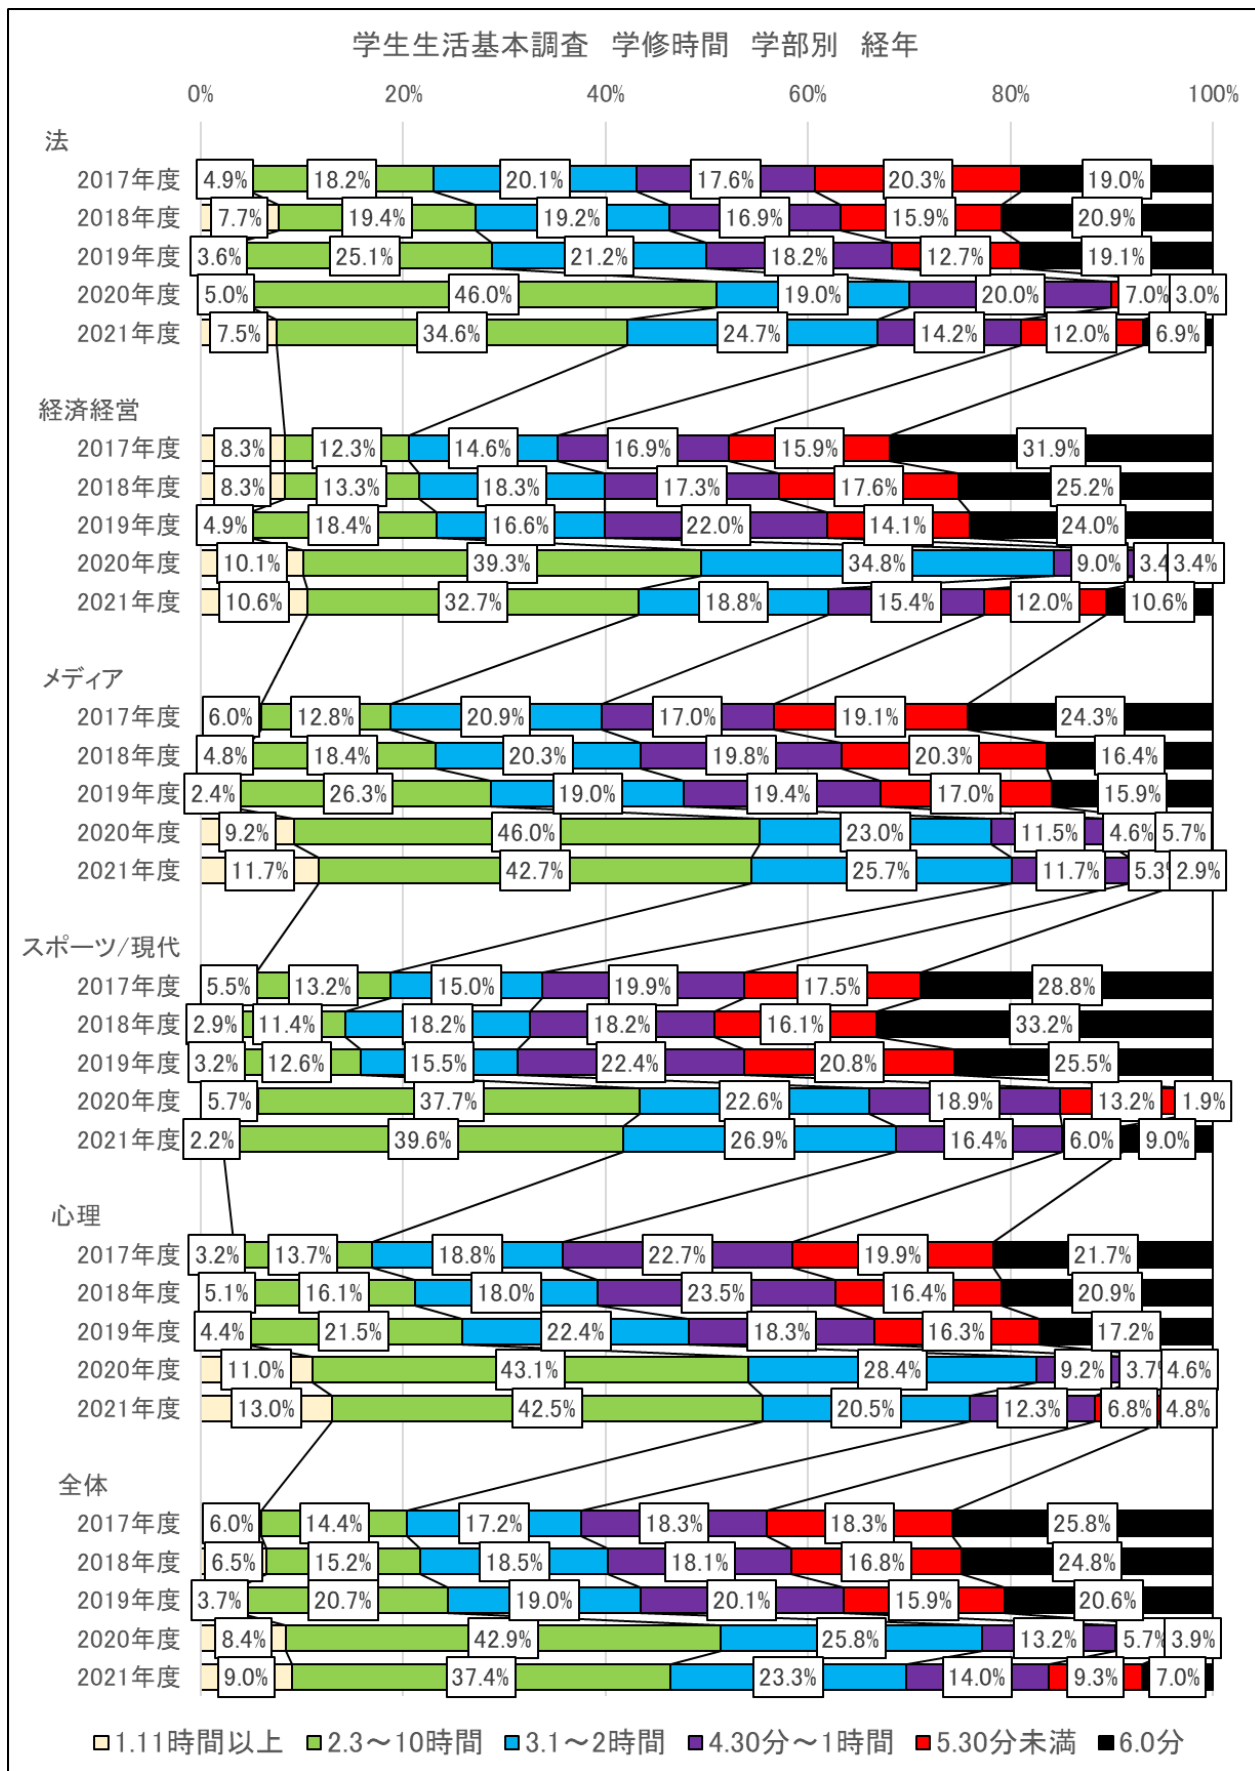 学生生活基本調査 学修時間 学部別 経年
0% 20% 40% 60% 80% 100%
法
2017年度 4.9% 18.2% 20.1% 17.6% 20.3% 19.0%
2018年度 7.7% 19.4% 19.2% 16.9% 15.9% 20.9%
2019年度 3.6% 25.1% 21.2% 18.2% 12.7% 19.1%
2020年度 5.0% 46.0% 19.0% 20.0% 7.0% 3.0%
2021年度 7.5% 34.6% 24.7% 14.2% 12.0% 6.9%
経済経営
2017年度 8.3% 12.3% 14.6% 16.9% 15.9% 31.9%
2018年度 8.3% 13.3% 18.3% 17.3% 17.6% 25.2%
2019年度 4.9% 18.4% 16.6% 22.0% 14.1% 24.0%
2020年度 10.1% 39.3% 34.8% 9.0% 3.4 3.4%
2021年度 10.6% 32.7% 18.8% 15.4% 12.0% 10.6%
メディア
2017年度 6.0% 12.8% 20.9% 17.0% 19.1% 24.3%
2018年度 4.8% 18.4% 20.3% 19.8% 20.3% 16.4%
2019年度 2.4% 26.3% 19.0% 19.4% 17.0% 15.9%
2020年度 9.2% 46.0% 23.0% 11.5% 4.6% 5.7%
2021年度 11.7% 42.7% 25.7% 11.7% 5.3% 2.9%
スポーツ/現代
2017年度 5.5% 13.2% 15.0% 19.9% 17.5% 28.8%
2018年度 2.9% 11.4% 18.2% 18.2% 16.1% 33.2%
2019年度 3.2% 12.6% 15.5% 22.4% 20.8% 25.5%
2020年度 5.7% 37.7% 22.6% 18.9% 13.2% 1.9%
2021年度 2.2% 39.6% 26.9% 16.4% 6.0% 9.0%
心理
2017年度 3.2% 13.7% 18.8% 22.7% 19.9% 21.7%
2018年度 5.1% 16.1% 18.0% 23.5% 16.4% 20.9%
2019年度 4.4% 21.5% 22.4% 18.3% 16.3% 17.2%
2020年度 11.0% 43.1% 28.4% 9.2% 3.7% 4.6%
2021年度 13.0% 42.5% 20.5% 12.3% 6.8% 4.8%
全体
2017年度 6.0% 14.4% 17.2% 18.3% 18.3% 25.8%
2018年度 6.5% 15.2% 18.5% 18.1% 16.8% 24.8%
2019年度 3.7% 20.7% 19.0% 20.1% 15.9% 20.6%
2020年度 8.4% 42.9% 25.8% 13.2% 5.7% 3.9%
2021年度 9.0% 37.4% 23.3% 14.0% 9.3% 7.0%
1.11時間以上 2.3～10時間 3.1～2時間 4.30分～1時間 5.30分未満 6.0分